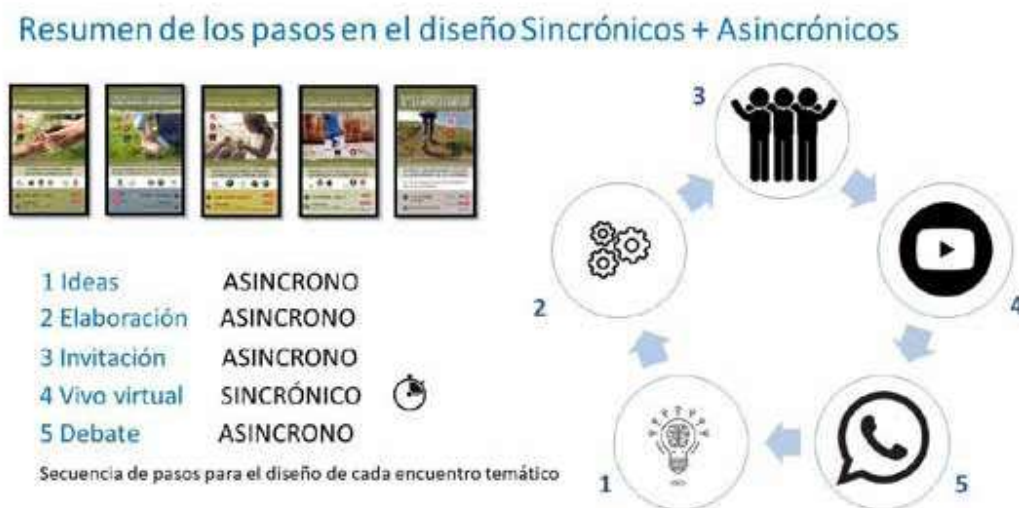 Resumen de los pasos en el diseño Sincrónicos + Asincrónicos
1 Ideas ASINCRONO
2 Elaboración ASINCRONO
3 Invitación ASINCRONO
4 Vivo virtual SINCRÓNICO
5 Debate ASINCRONO
Secuencia de pasos para el diseño de cada encuentro temático
3
2
4
1
5